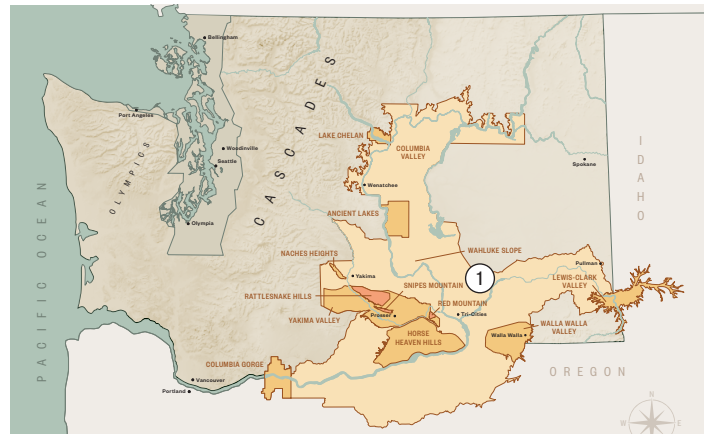 Bellingham
Port Angeles
OLYMPICS
Woodinville
Seattle
Olympia
CASCADES
PACIFIC OCEAN
LAKE CHELAN
COLUMBIA
VALLEY
Wenatchee
Spokane
IDAHO
ANCIENT LAKES
WAHLUKE SLOPE
NACHES HEIGHTS
Yakima
SNIPES MOUNTAIN
1
Pullman
LEWIS-CLARK
VALLEY
RATTLESNAKE HILLS
RED MOUNTAIN
YAKIMA VALLEY
Prosser
Tri-Cities
HORSE
HEAVEN HILLS
Walla Walla
WALLA WALLA
VALLEY
COLUMBIA GORGE
Vancouver
Portland
OREGON
N
W
E